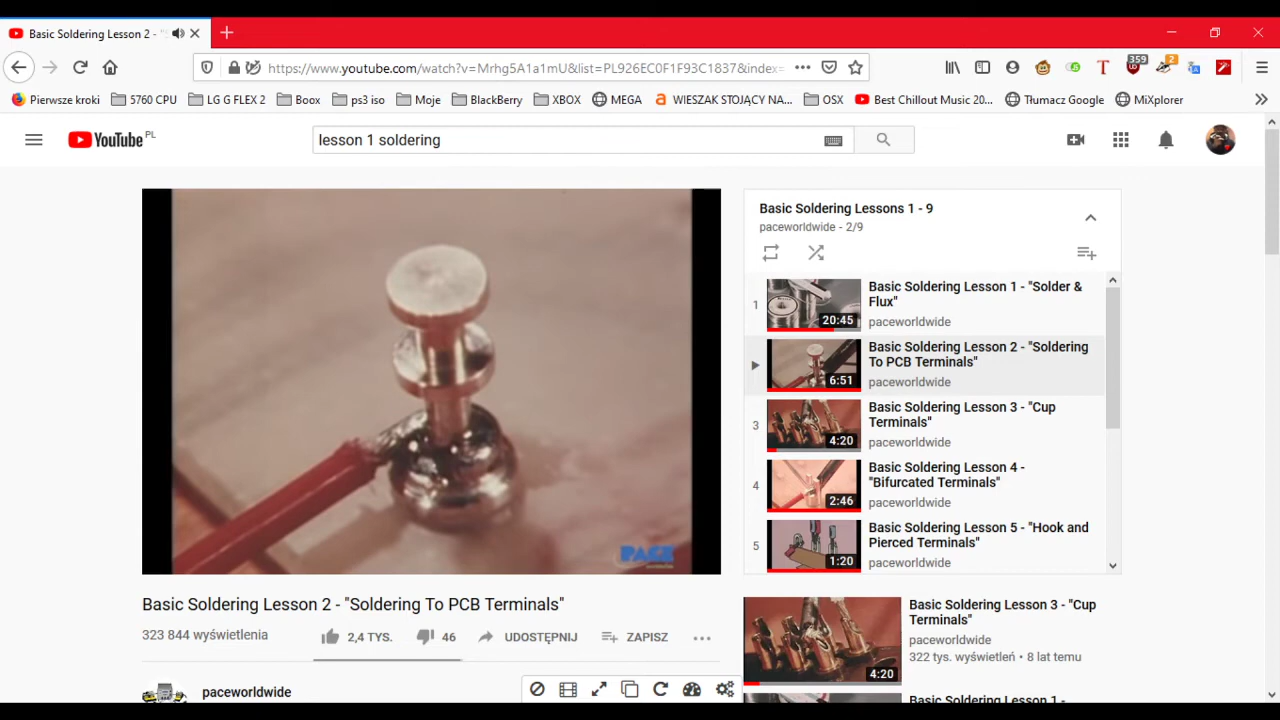 Basic Soldering Lesson 2 - "S
https://www.youtube.com/watch?v=Mrhg5A1a1mU&list=PL926EC0F1F93C1837&index=
359
2
Pierwsze kroki
5760 CPU
LG G FLEX 2
Boox
ps3 iso
Moje
BlackBerry
XBOX
MEGA
WIESZAK STOJĄCY NA...
OSX
Best Chillout Music 20...
Tłumacz Google
MiXplorer
YouTube PL
lesson 1 soldering
Basic Soldering Lessons 1 - 9
paceworldwide - 2/9
1
20:45
Basic Soldering Lesson 1 - "Solder &
Flux"
paceworldwide
6:51
Basic Soldering Lesson 2 - "Soldering
To PCB Terminals"
paceworldwide
3
4:20
Basic Soldering Lesson 3 - "Cup
Terminals"
paceworldwide
4
2:46
Basic Soldering Lesson 4 -
"Bifurcated Terminals"
paceworldwide
5
1:20
Basic Soldering Lesson 5 - "Hook and
Pierced Terminals"
paceworldwide
PACE
Basic Soldering Lesson 2 - "Soldering To PCB Terminals"
323 844 wyświetlenia
2,4 TYS.
46
UDOSTĘPNIJ
ZAPISZ
paceworldwide
4:20
Basic Soldering Lesson 3 - "Cup
Terminals"
paceworldwide
322 tys. wyświetleń • 8 lat temu
Basic Soldering Lesson 1 -